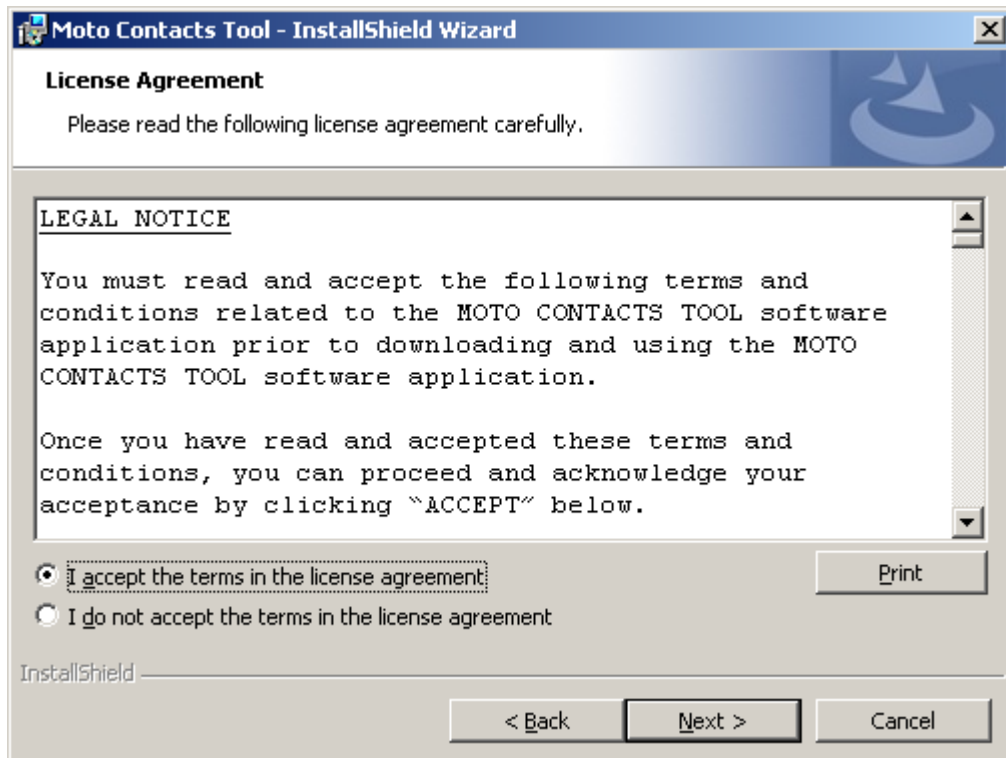 Moto Contacts Tool - InstallShield Wizard
License Agreement
Please read the following license agreement carefully.
LEGAL NOTICE
You must read and accept the following terms and
conditions related to the MOTO CONTACTS TOOL software
application prior to downloading and using the MOTO
CONTACTS TOOL software application.
Once you have read and accepted these terms and
conditions, you can proceed and acknowledge your
acceptance by clicking “ACCEPT” below.
I accept the terms in the license agreement
Print
I do not accept the terms in the license agreement
InstallShield
< Back
Next >
Cancel